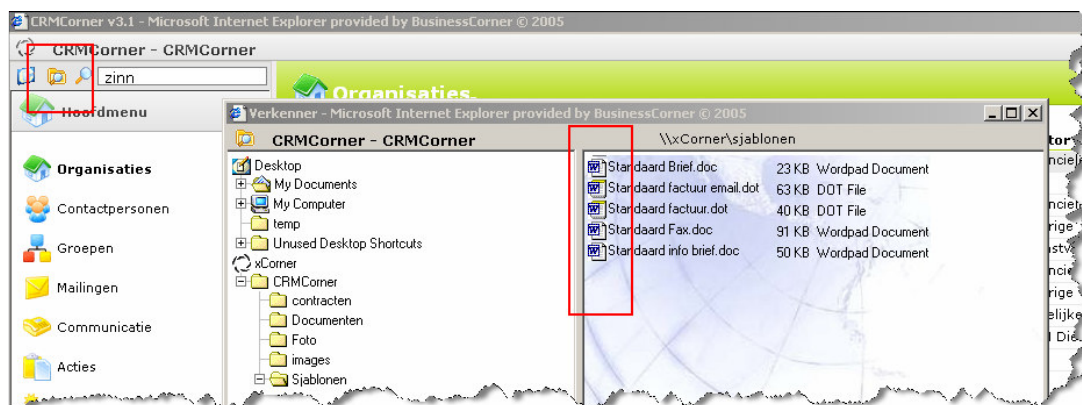 CRMCorner v3.1 - Microsoft Internet Explorer provided by BusinessCorner © 2005
CRMCorner - CRMCorner
zinn
Organisaties.
Hoofdmenu
Organisaties
Contactpersonen
Groepen
Mailingen
Communicatie
Acties
Verkenner - Microsoft Internet Explorer provided by BusinessCorner © 2005
CRMCorner - CRMCorner
\\xCorner\sjablonen
Desktop
My Documents
My Computer
temp
Unused Desktop Shortcuts
xCorner
CRMCorner
contracten
Documenten
Foto
images
Sjablonen
Standaard Brief.doc 23 KB Wordpad Document
Standaard factuur email.dot 63 KB DOT File
Standaard factuur.dot 40 KB DOT File
Standaard Fax.doc 91 KB Wordpad Document
Standaard info brief.doc 50 KB Wordpad Document